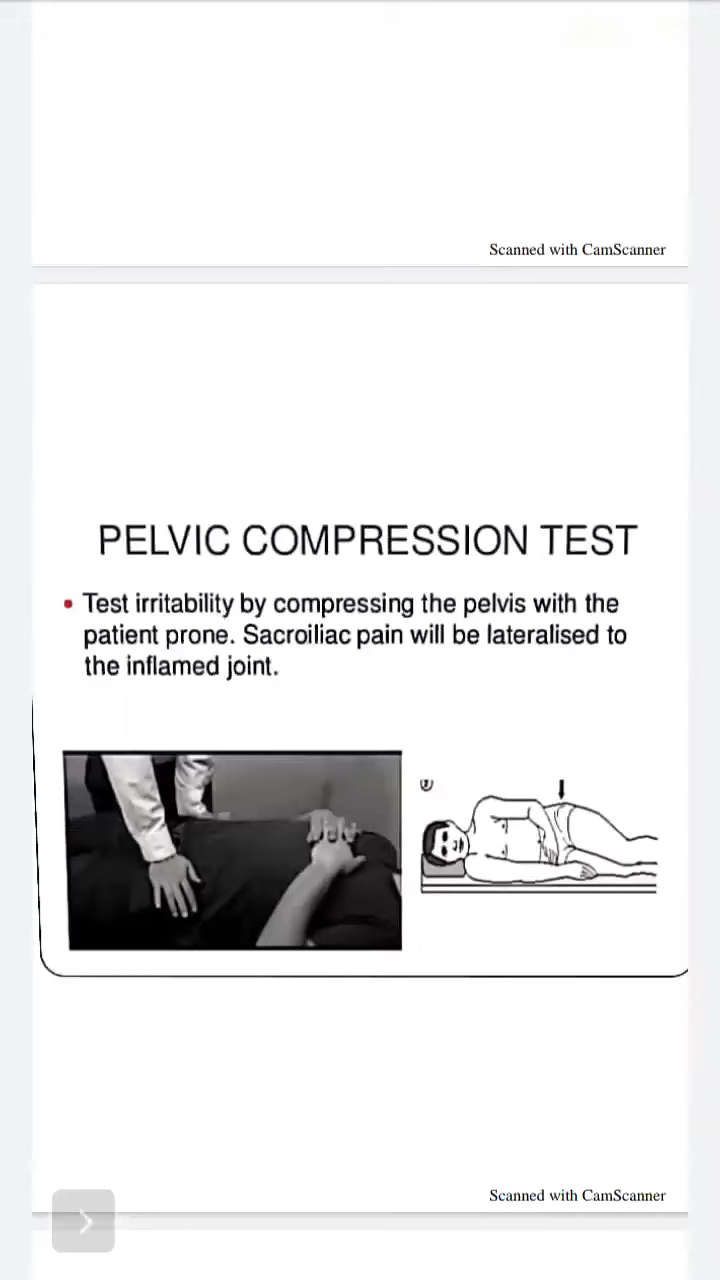 Scanned with CamScanner
PELVIC COMPRESSION TEST
• Test irritability by compressing the pelvis with the
patient prone. Sacroiliac pain will be lateralised to
the inflamed joint.
Scanned with CamScanner